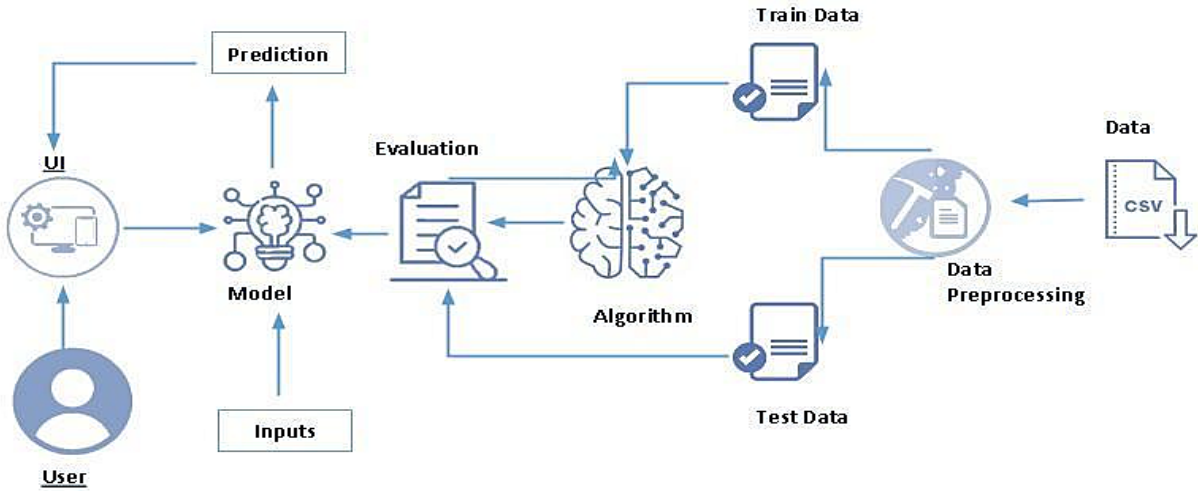 Train Data
Prediction
Data
Evaluation
UI
CSV
Data
Preprocessing
Model
Algorithm
Test Data
Inputs
User